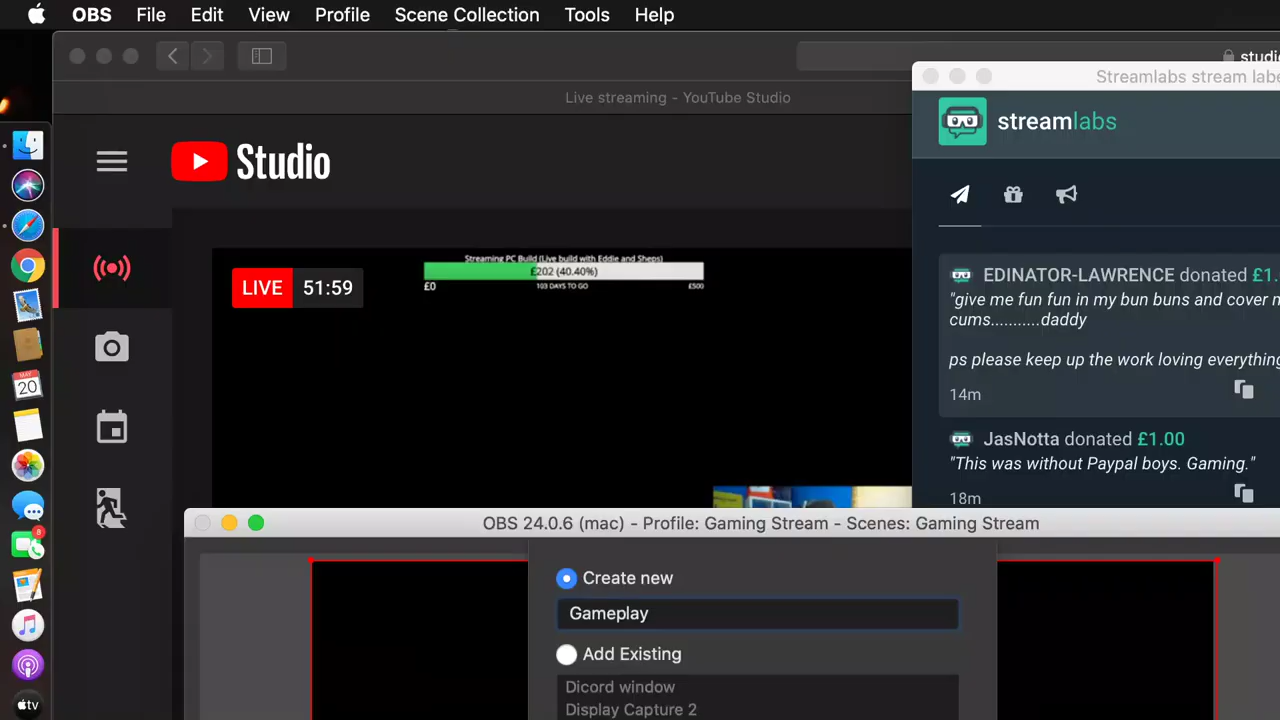 OBS File Edit View Profile Scene Collection Tools Help
studi
Live streaming - YouTube Studio
Streamlabs stream labe
streamlabs
Studio
LIVE 51:59
Streaming PC Build (Live build with Eddie and Sheps)
£202 (40.40%)
£0 103 DAYS TO GO £500
EDINATOR-LAWRENCE donated £1.
"give me fun fun in my bun buns and cover m
cums...........daddy
ps please keep up the work loving everything
14m
JasNotta donated £1.00
"This was without Paypal boys. Gaming."
18m
MAY
20
8
tv
OBS 24.0.6 (mac) - Profile: Gaming Stream - Scenes: Gaming Stream
Create new
Gameplay
Add Existing
Dicord window
Display Capture 2